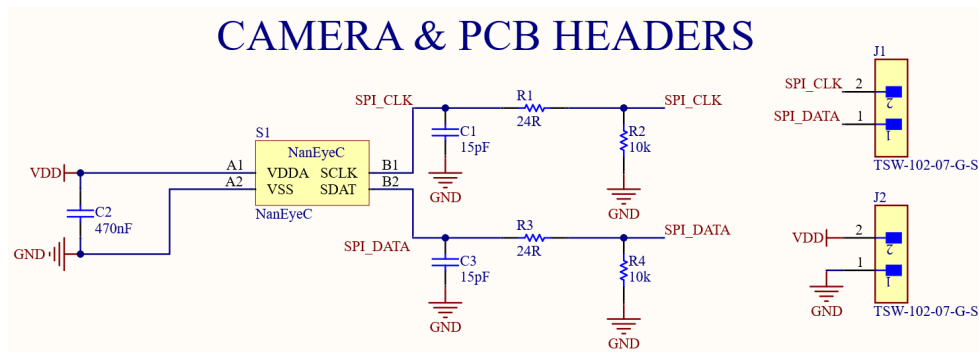 CAMERA & PCB HEADERS
J1
SPI_CLK
R1
SPI_CLK
SPI_CLK
2
2
24R
SPI_DATA
1
1
C1
15pF
R2
10k
S1
NanEyeC
TSW-102-07-G-S
VDD
A1
VDDA
SCLK
B1
A2
VSS
SDAT
B2
GND
J2
C2
470nF
NanEyeC
GND
R3
SPI_DATA
SPI_DATA
24R
VDD
2
2
GND
C3
15pF
R4
10k
1
1
GND
GND
TSW-102-07-G-S
GND